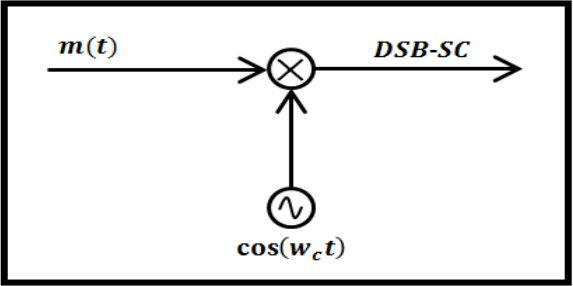 m(t)
DSB-SC
cos(w_c t)